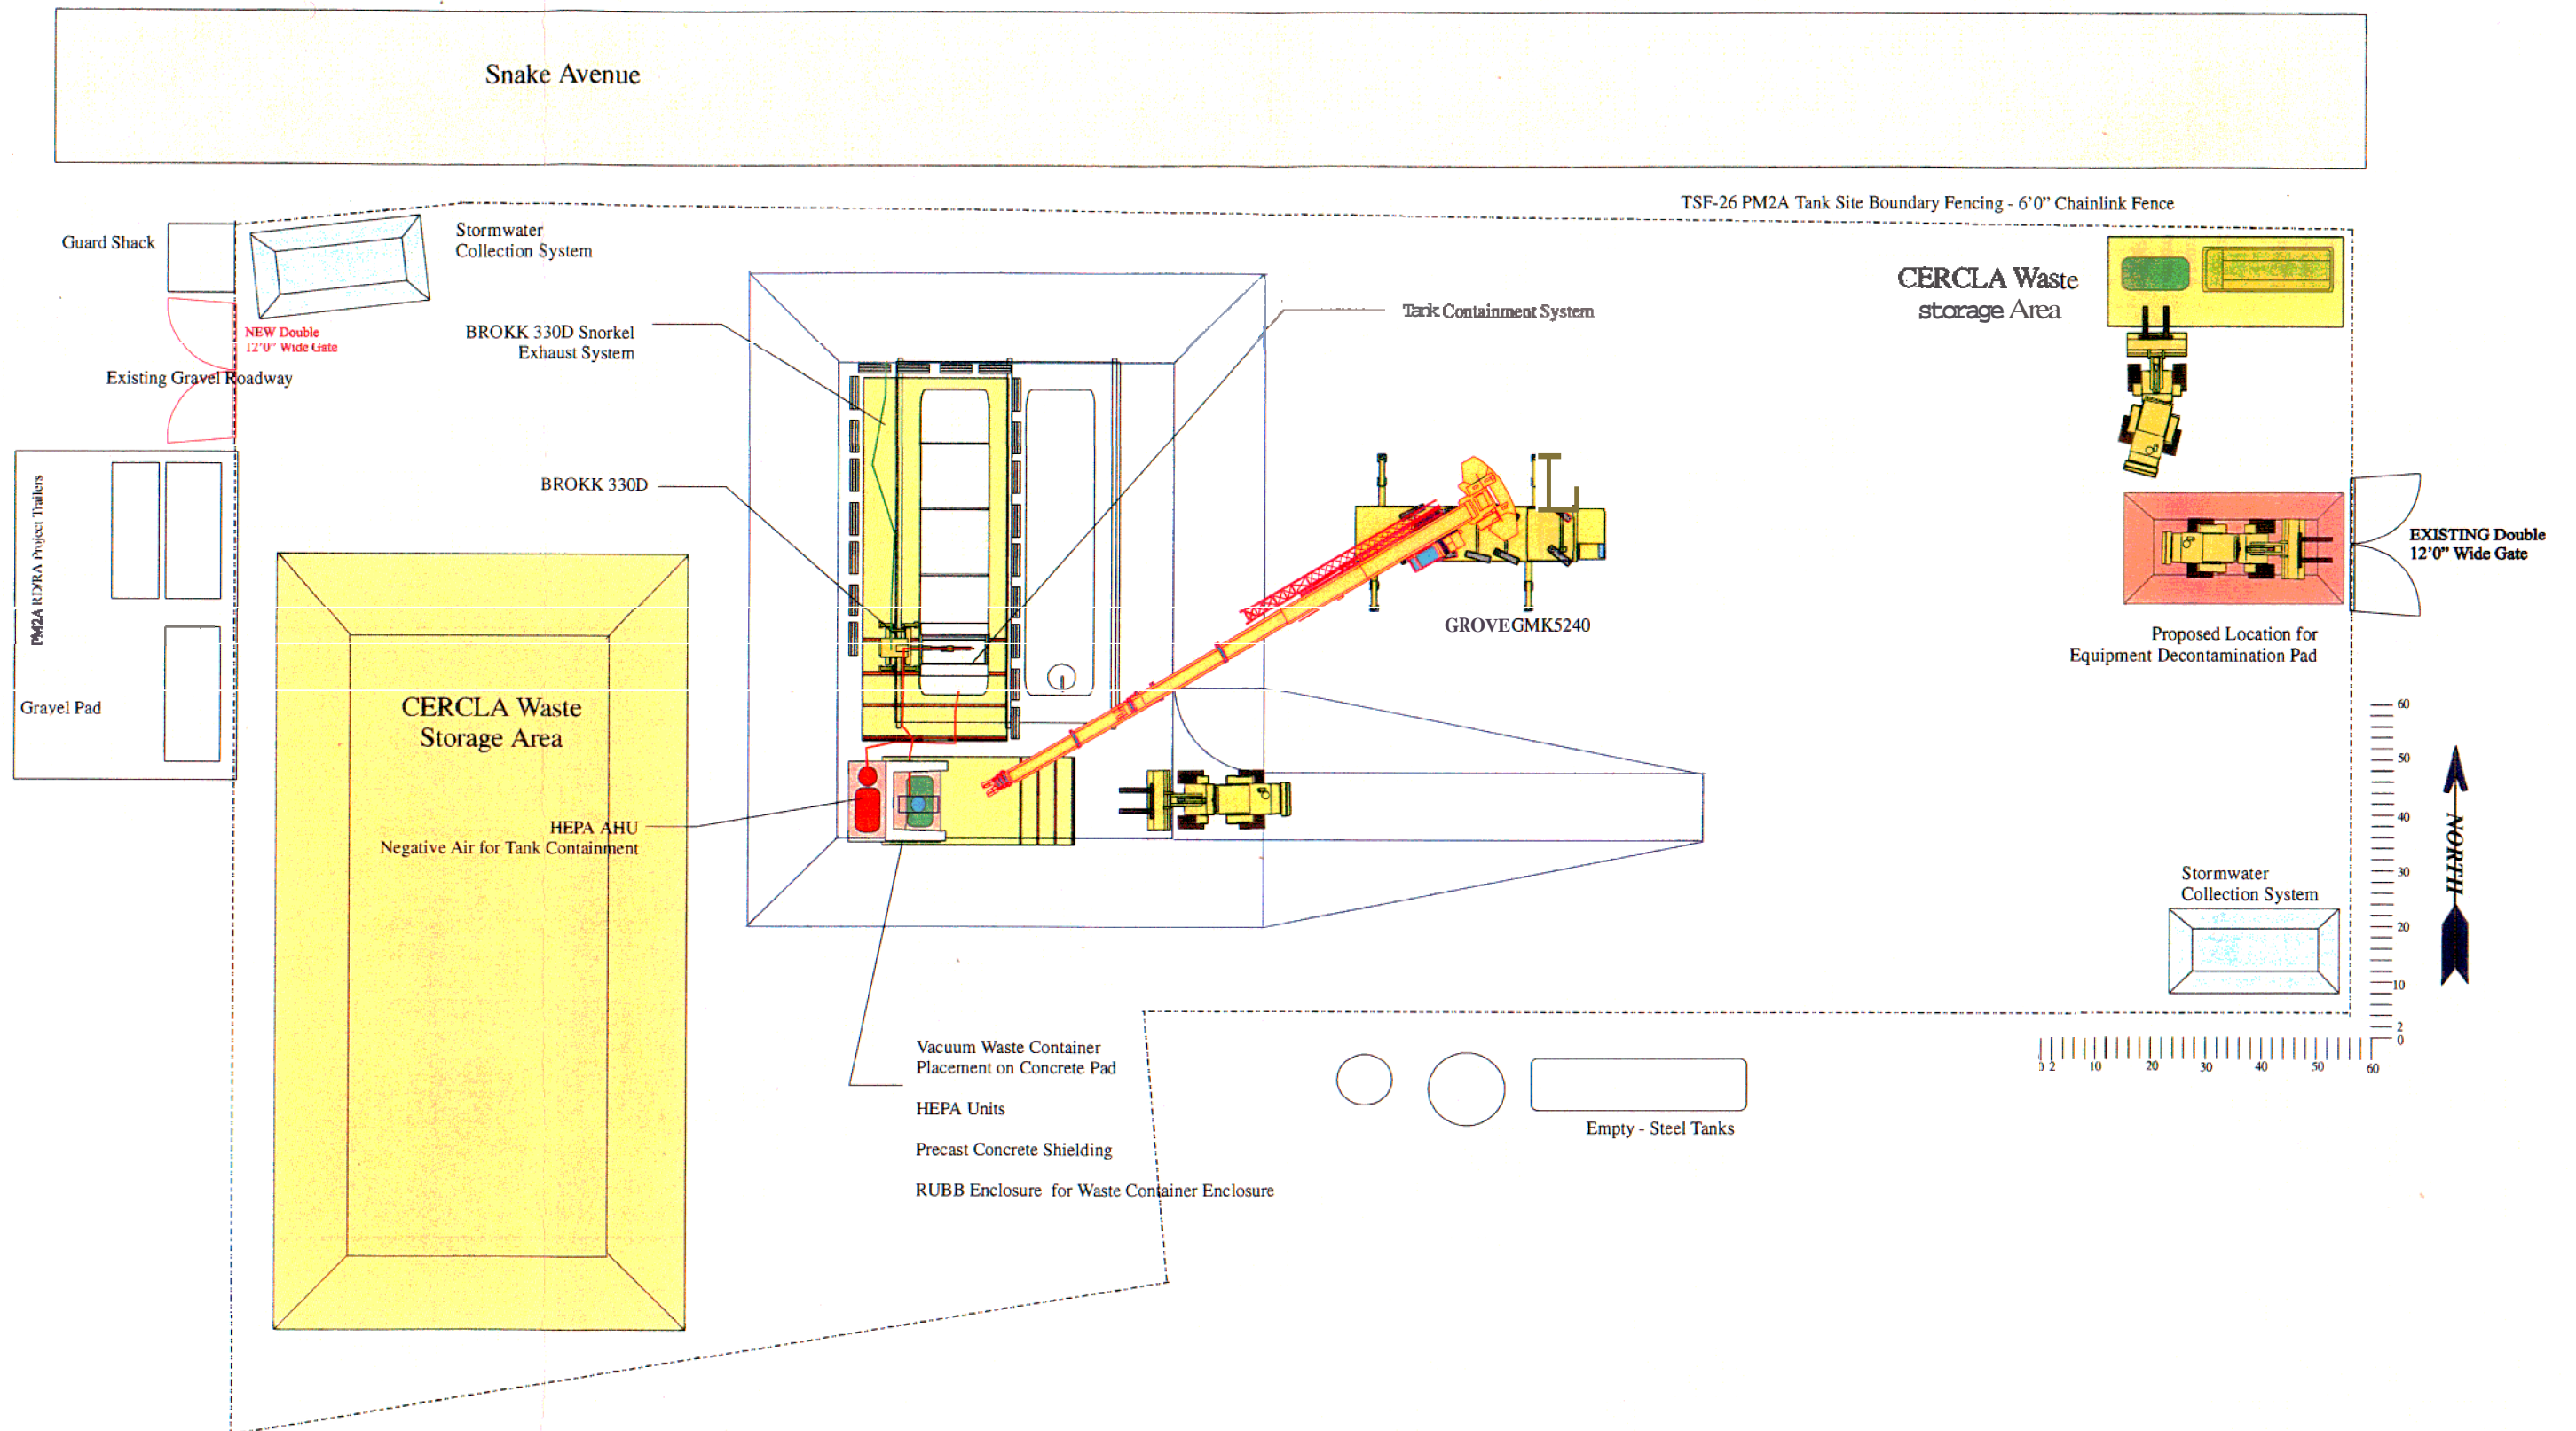 Snake Avenue
TSF-26 PM2A Tank Site Boundary Fencing - 6'0" Chainlink Fence
Guard Shack
Stormwater
Collection System
NEW Double
12'0" Wide Gate
Existing Gravel Roadway
BROKK 330D Snorkel
Exhaust System
Tank Containment System
CERCLA Waste
storage Area
BROKK 330D
PM2A RD/RA Project Trailers
Gravel Pad
GROVEGMK5240
EXISTING Double
12'0" Wide Gate
Proposed Location for
Equipment Decontamination Pad
CERCLA Waste
Storage Area
HEPA AHU
Negative Air for Tank Containment
Stormwater
Collection System
60
50
40
30
20
10
2
0
NORTH
0 2 10 20 30 40 50 60
Vacuum Waste Container
Placement on Concrete Pad
HEPA Units
Precast Concrete Shielding
RUBB Enclosure for Waste Container Enclosure
Empty - Steel Tanks